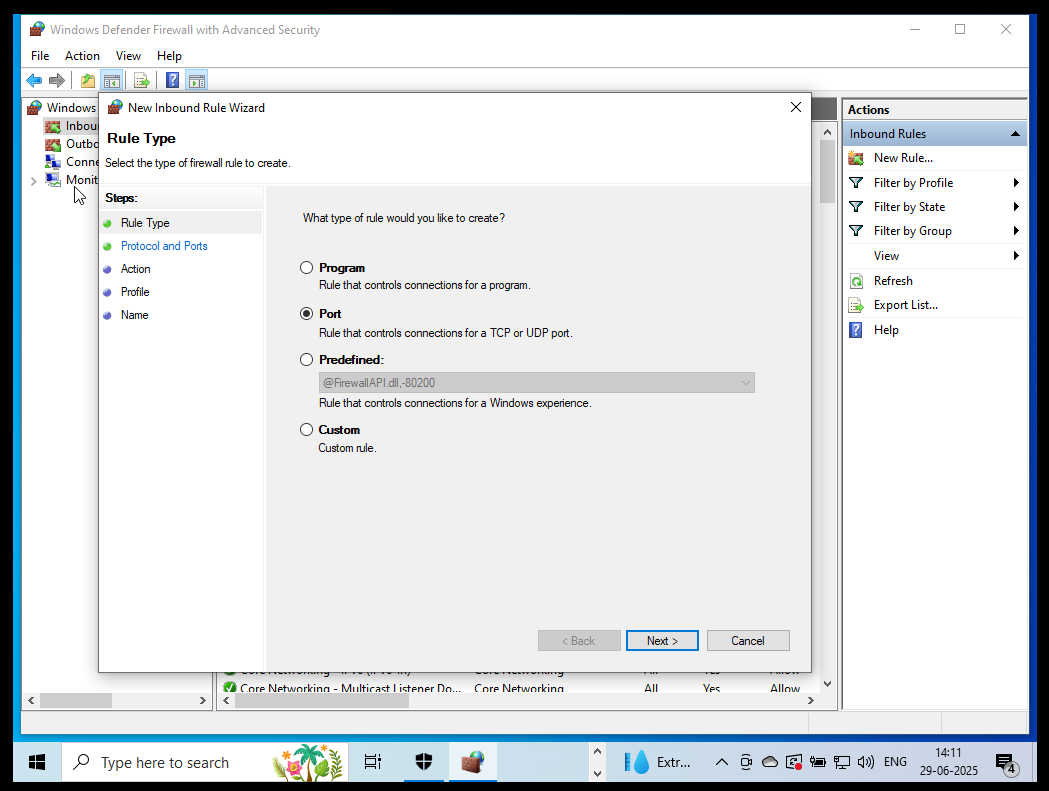 Windows Defender Firewall with Advanced Security
File Action View Help
Windows
Inbou
Outbo
Conne
Monit
New Inbound Rule Wizard
Rule Type
Select the type of firewall rule to create.
Steps:
Rule Type
Protocol and Ports
Action
Profile
Name
What type of rule would you like to create?
Program
Rule that controls connections for a program.
Port
Rule that controls connections for a TCP or UDP port.
Predefined:
@FirewallAPI.dll,-80200
Rule that controls connections for a Windows experience.
Custom
Custom rule.
< Back Next > Cancel
Core Networking - Multicast Listener Do... Core Networking All Yes Allow
Actions
Inbound Rules
New Rule...
Filter by Profile
Filter by State
Filter by Group
View
Refresh
Export List...
Help
Type here to search
Extr...
ENG
14:11
29-06-2025
4